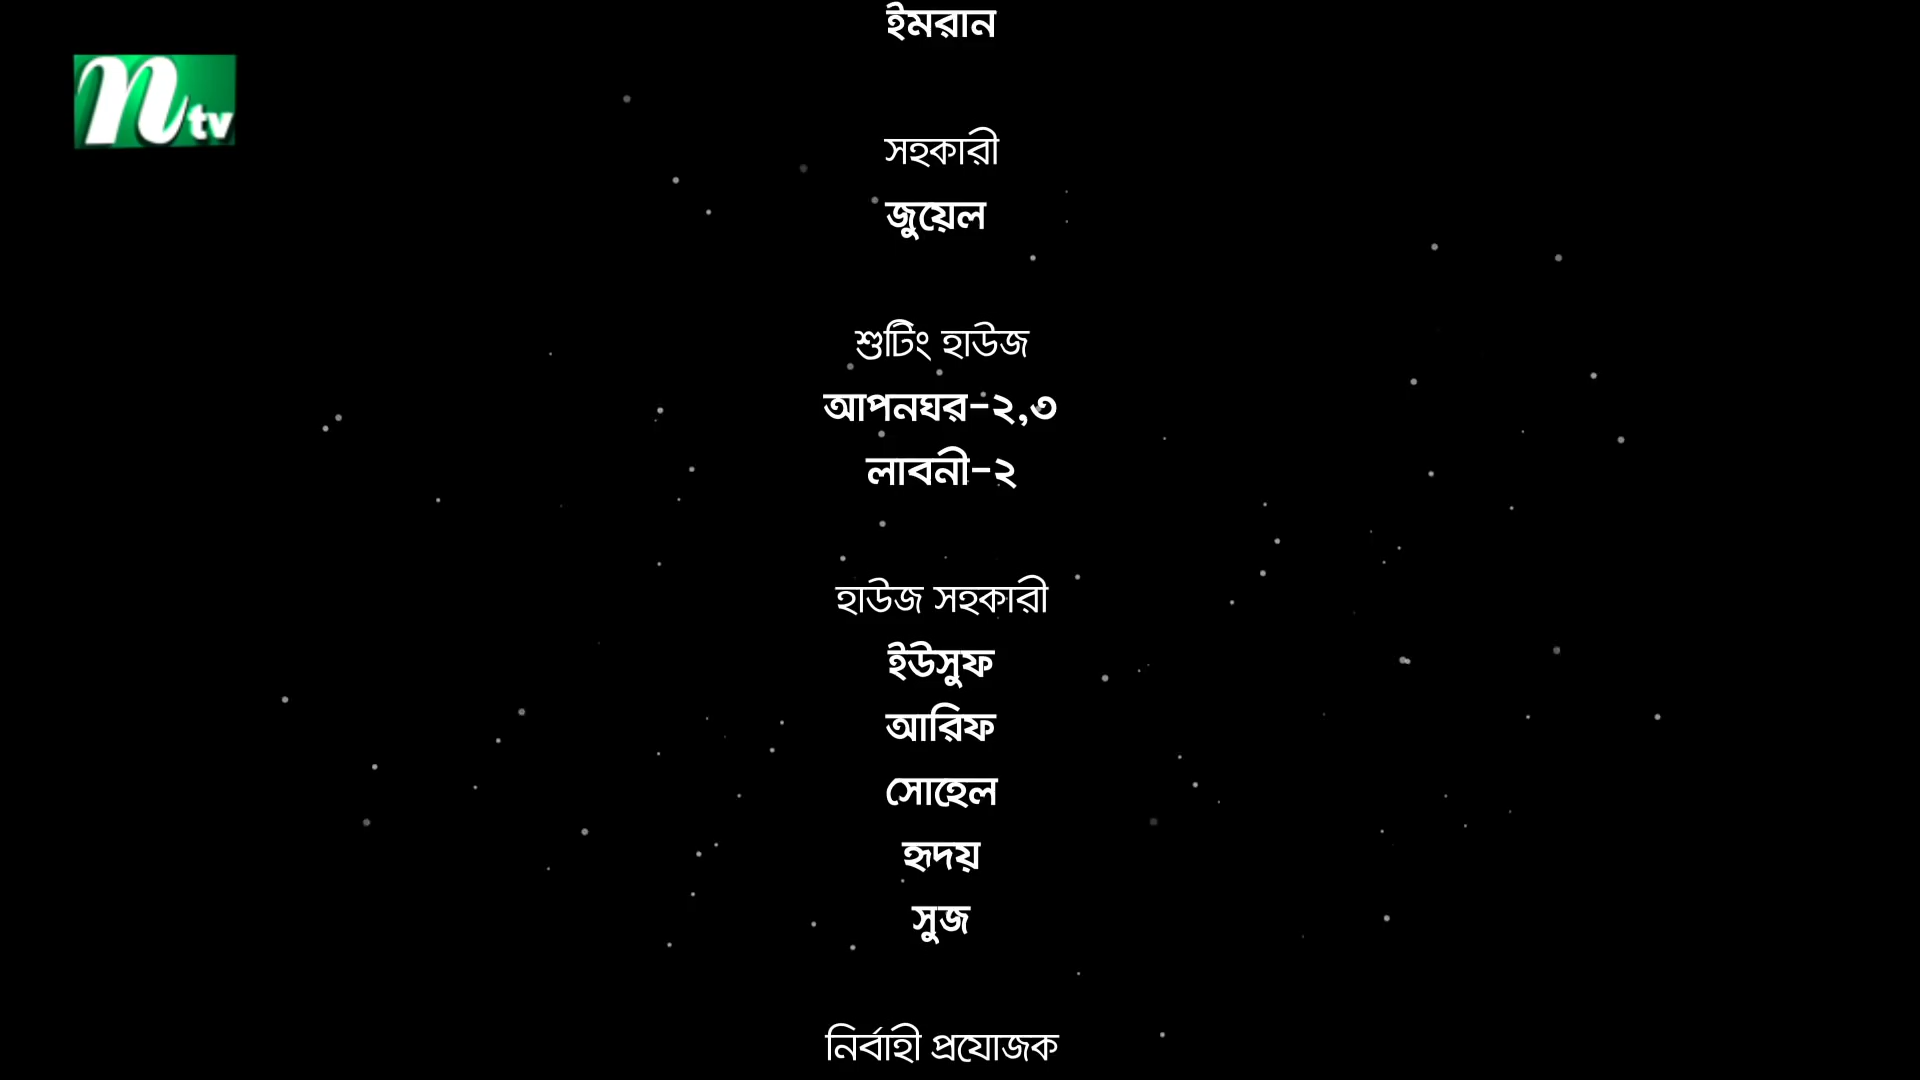 ntv
ইমরান
সহকারী
জুয়েল
শুটিং হাউজ
আপনঘর-২,৩
লাবনী-২
হাউজ সহকারী
ইউসুফ
আরিফ
সোহেল
হৃদয়
সুজ
নির্বাহী প্রযোজক